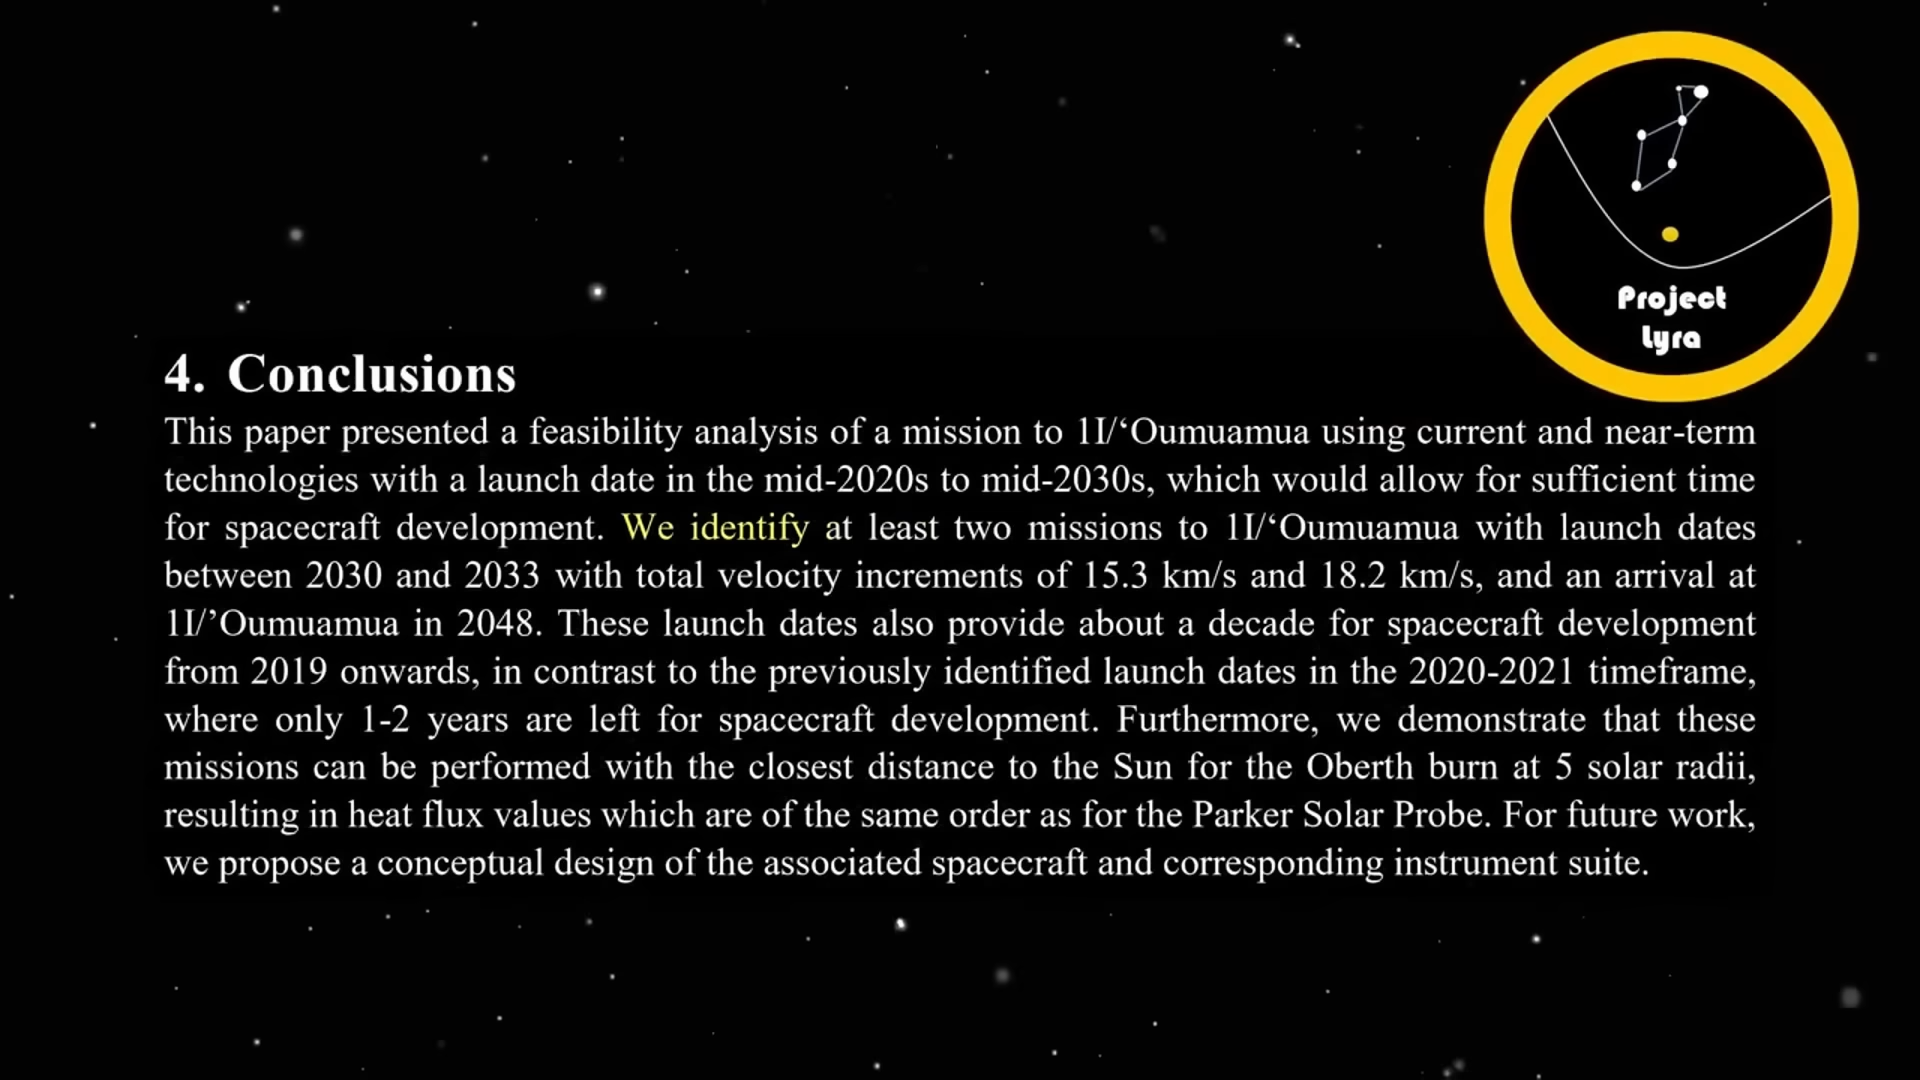 Project
Lyra
4. Conclusions
This paper presented a feasibility analysis of a mission to 1I/‘Oumuamua using current and near-term
technologies with a launch date in the mid-2020s to mid-2030s, which would allow for sufficient time
for spacecraft development. We identify at least two missions to 1I/‘Oumuamua with launch dates
between 2030 and 2033 with total velocity increments of 15.3 km/s and 18.2 km/s, and an arrival at
1I/’Oumuamua in 2048. These launch dates also provide about a decade for spacecraft development
from 2019 onwards, in contrast to the previously identified launch dates in the 2020-2021 timeframe,
where only 1-2 years are left for spacecraft development. Furthermore, we demonstrate that these
missions can be performed with the closest distance to the Sun for the Oberth burn at 5 solar radii,
resulting in heat flux values which are of the same order as for the Parker Solar Probe. For future work,
we propose a conceptual design of the associated spacecraft and corresponding instrument suite.